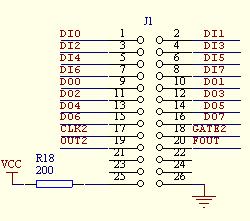 J1
DI0 1 2 DI1
DI2 3 4 DI3
DI4 5 6 DI5
DI6 7 8 DI7
DO0 9 10 DO1
DO2 11 12 DO3
DO4 13 14 DO5
DO6 15 16 DO7
CLK2 17 18 GATE2
OUT2 19 20 FOUT
21 22
VCC R18 23 24
200 25 26